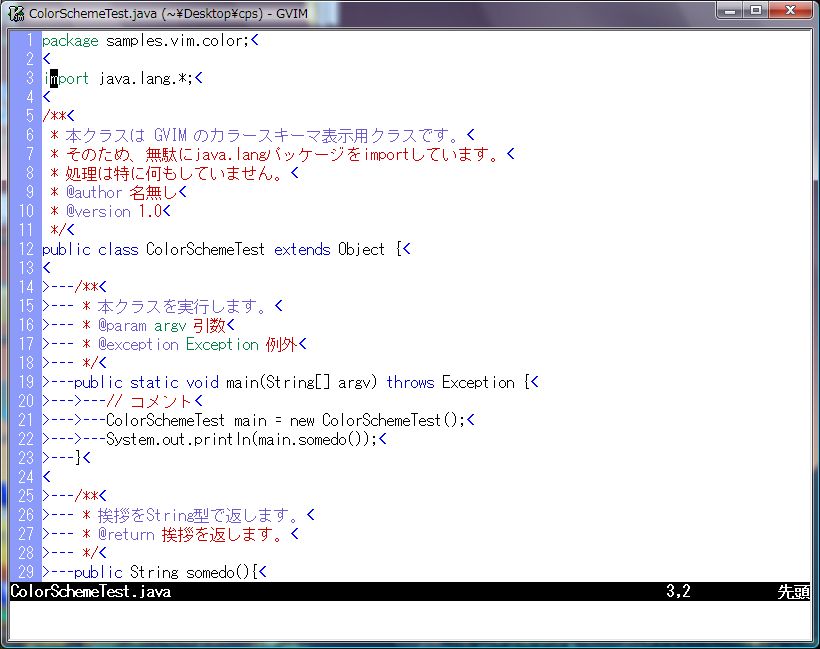 ColorSchemeTest.java (~¥Desktop¥cps) - GVIM
1 package samples.vim.color;<
2 <
3 import java.lang.*;<
4 <
5 /**<
6  * 本クラスは GVIM のカラースキーマ表示用クラスです。<
7  * そのため、無駄にjava.langパッケージをimportしています。<
8  * 処理は特に何もしていません。<
9  * @author 名無し<
10  * @version 1.0<
11  */<
12 public class ColorSchemeTest extends Object {<
13 <
14 >---/**<
15 >--- * 本クラスを実行します。<
16 >--- * @param argv 引数<
17 >--- * @exception Exception 例外<
18 >--- */<
19 >---public static void main(String[] argv) throws Exception {<
20 >--->---// コメント<
21 >--->---ColorSchemeTest main = new ColorSchemeTest();<
22 >--->---System.out.println(main.somedo());<
23 >---}<
24 <
25 >---/**<
26 >--- * 挨拶をString型で返します。<
27 >--- * @return 挨拶を返します。<
28 >--- */<
29 >---public String somedo(){<
ColorSchemeTest.java 3,2 先頭